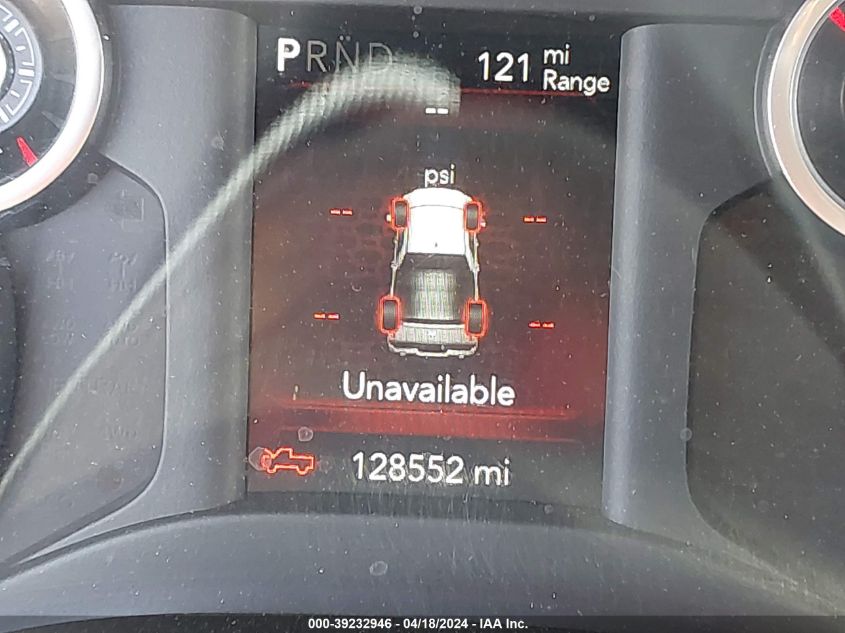 PRND 121 mi
Range
--
psi
-- --
-- --
Unavailable
128552 mi
000-39232946 - 04/18/2024 - IAA Inc.